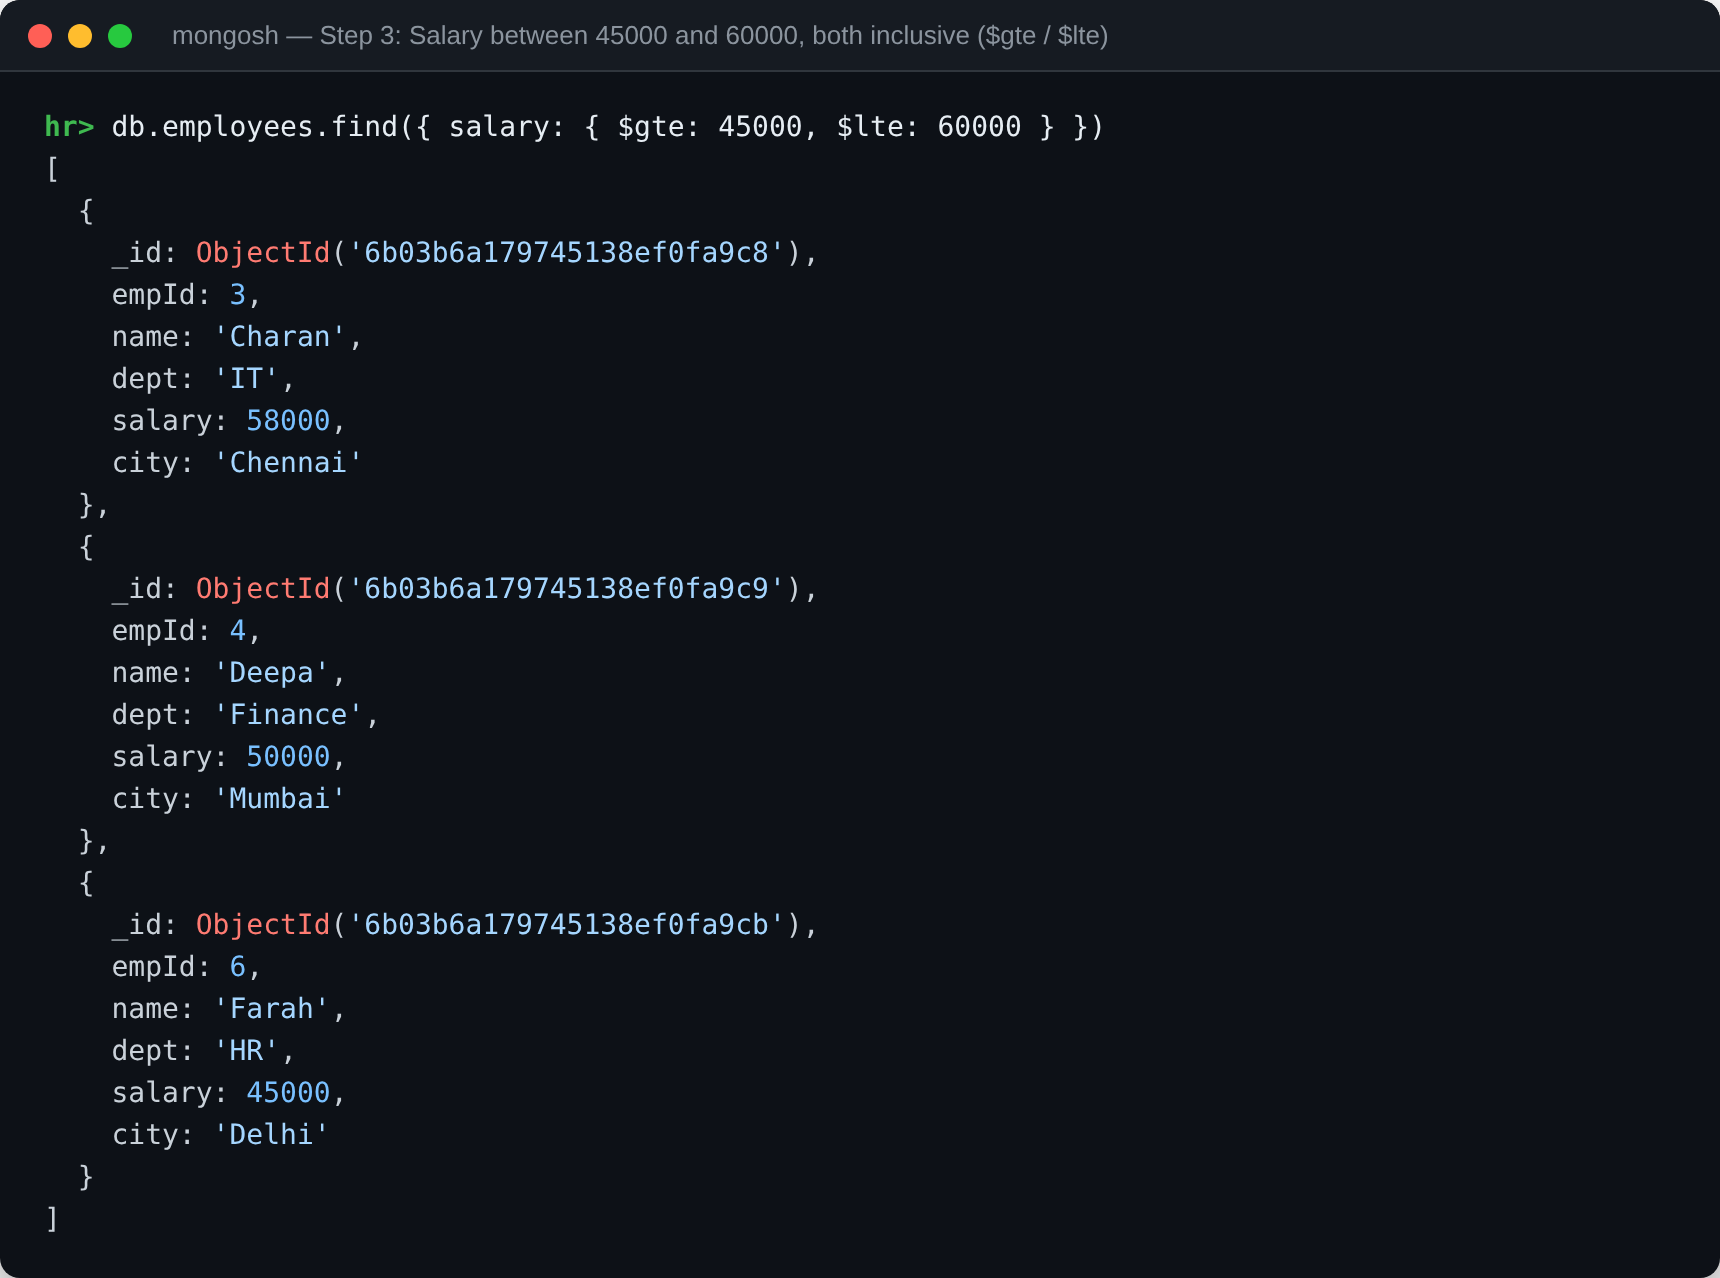 mongosh — Step 3: Salary between 45000 and 60000, both inclusive ($gte / $lte)
hr> db.employees.find({ salary: { $gte: 45000, $lte: 60000 } })
[
  {
    _id: ObjectId('6b03b6a179745138ef0fa9c8'),
    empId: 3,
    name: 'Charan',
    dept: 'IT',
    salary: 58000,
    city: 'Chennai'
  },
  {
    _id: ObjectId('6b03b6a179745138ef0fa9c9'),
    empId: 4,
    name: 'Deepa',
    dept: 'Finance',
    salary: 50000,
    city: 'Mumbai'
  },
  {
    _id: ObjectId('6b03b6a179745138ef0fa9cb'),
    empId: 6,
    name: 'Farah',
    dept: 'HR',
    salary: 45000,
    city: 'Delhi'
  }
]